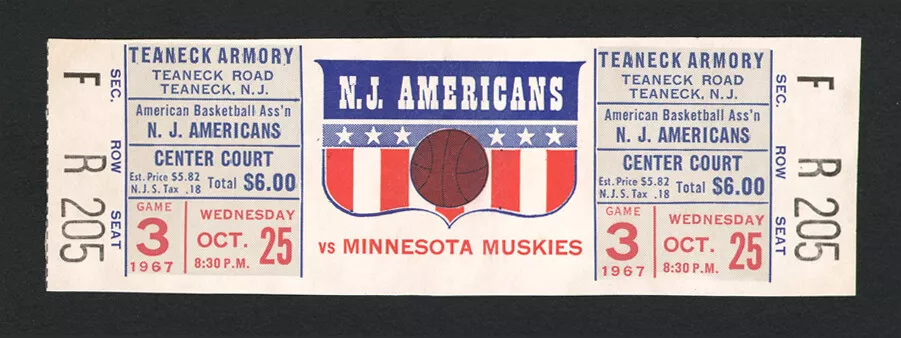 F R 205
SEC. ROW SEAT
TEANECK ARMORY
TEANECK ROAD
TEANECK, N.J.
American Basketball Ass'n
N. J. AMERICANS
CENTER COURT
Est. Price $5.82
N.J.S. Tax .18
Total $6.00
GAME
3
1967
WEDNESDAY
OCT. 25
8:30 P.M.
N.J. AMERICANS
vs MINNESOTA MUSKIES
TEANECK ARMORY
TEANECK ROAD
TEANECK, N.J.
American Basketball Ass'n
N. J. AMERICANS
CENTER COURT
Est. Price $5.82
N.J.S. Tax .18
Total $6.00
GAME
3
1967
WEDNESDAY
OCT. 25
8:30 P.M.
SEC. ROW SEAT
F R 205